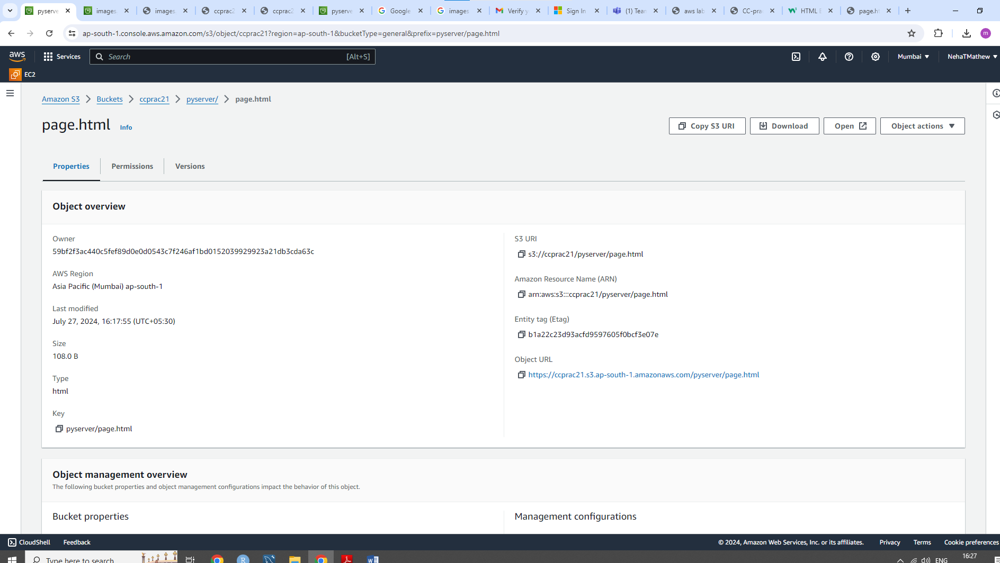 pyserve
images
images.
ccprac2
ccprac2
pyserve
Google
images
Verify y
Sign In
(1) Tear
aws lab
CC-prac
HTML E
page.ht
ap-south-1.console.aws.amazon.com/s3/object/ccprac21?region=ap-south-1&bucketType=general&prefix=pyserver/page.html
m
aws
Services
Search
[Alt+S]
Mumbai
NehaTMathew
EC2
Amazon S3
Buckets
ccprac21
pyserver/
page.html
page.html
Info
Copy S3 URI
Download
Open
Object actions
Properties
Permissions
Versions
Object overview
Owner
59bf2f3ac440c5fef89d0e0d0543c7f246af1bd0152039929923a21db3cda63c
AWS Region
Asia Pacific (Mumbai) ap-south-1
Last modified
July 27, 2024, 16:17:55 (UTC+05:30)
Size
108.0 B
Type
html
Key
pyserver/page.html
S3 URI
s3://ccprac21/pyserver/page.html
Amazon Resource Name (ARN)
arn:aws:s3:::ccprac21/pyserver/page.html
Entity tag (Etag)
b1a22c23d93acfd9597605f0bcf3e07e
Object URL
https://ccprac21.s3.ap-south-1.amazonaws.com/pyserver/page.html
Object management overview
The following bucket properties and object management configurations impact the behavior of this object.
Bucket properties
Management configurations
CloudShell
Feedback
© 2024, Amazon Web Services, Inc. or its affiliates.
Privacy
Terms
Cookie preferences
Type here to search
R
W
ENG
16:27